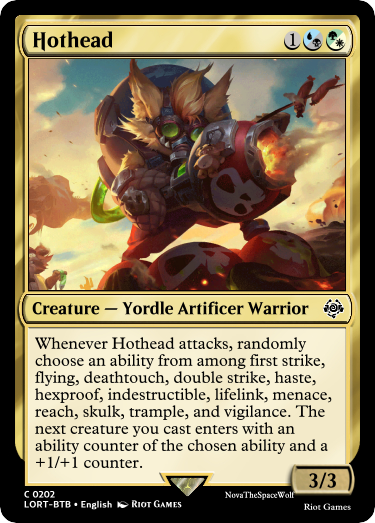 Hothead 1
Creature — Yordle Artificer Warrior
Whenever Hothead attacks, randomly
choose an ability from among first strike,
flying, deathtouch, double strike, haste,
hexproof, indestructible, lifelink, menace,
reach, skulk, trample, and vigilance. The
next creature you cast enters with an
ability counter of the chosen ability and a
+1/+1 counter.
3/3
C 0202
LORT-BTB • English RIOT GAMES
NovaTheSpaceWolf
RIOT GAMES